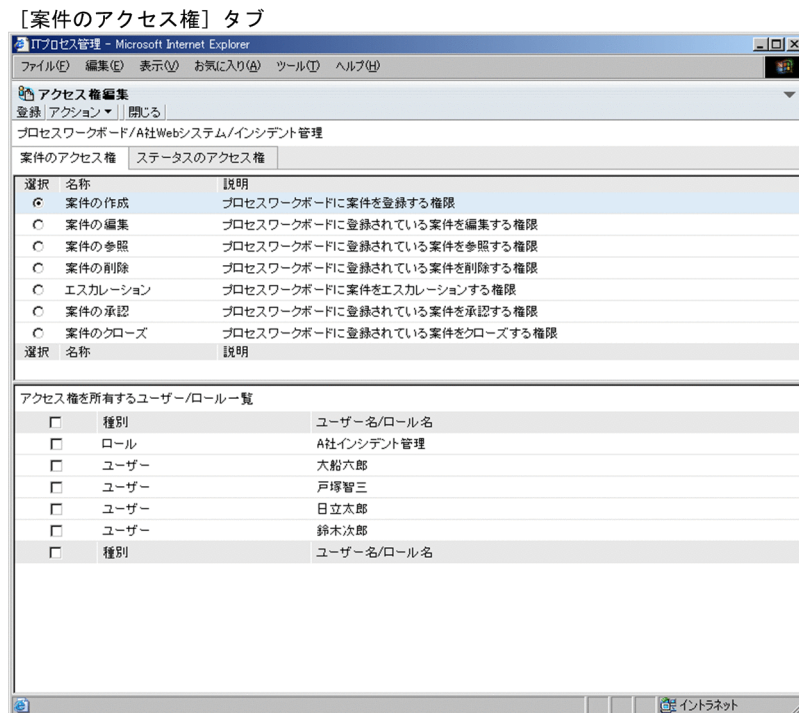 ［案件のアクセス権］タブ
ITプロセス管理 - Microsoft Internet Explorer
ファイル(F) 編集(E) 表示(V) お気に入り(A) ツール(T) ヘルプ(H)
アクセス権編集
登録 アクション▼ 閉じる
プロセスワークボード/A社Webシステム/インシデント管理
案件のアクセス権 ステータスのアクセス権
選択 名称 説明
案件の作成 プロセスワークボードに案件を登録する権限
案件の編集 プロセスワークボードに登録されている案件を編集する権限
案件の参照 プロセスワークボードに登録されている案件を参照する権限
案件の削除 プロセスワークボードに登録されている案件を削除する権限
エスカレーション プロセスワークボードに案件をエスカレーションする権限
案件の承認 プロセスワークボードに登録されている案件を承認する権限
案件のクローズ プロセスワークボードに登録されている案件をクローズする権限
選択 名称 説明
アクセス権を所有するユーザー/ロール一覧
種別 ユーザー名/ロール名
ロール A社インシデント管理
ユーザー 大船六郎
ユーザー 戸塚智三
ユーザー 日立太郎
ユーザー 鈴木次郎
種別 ユーザー名/ロール名
イントラネット